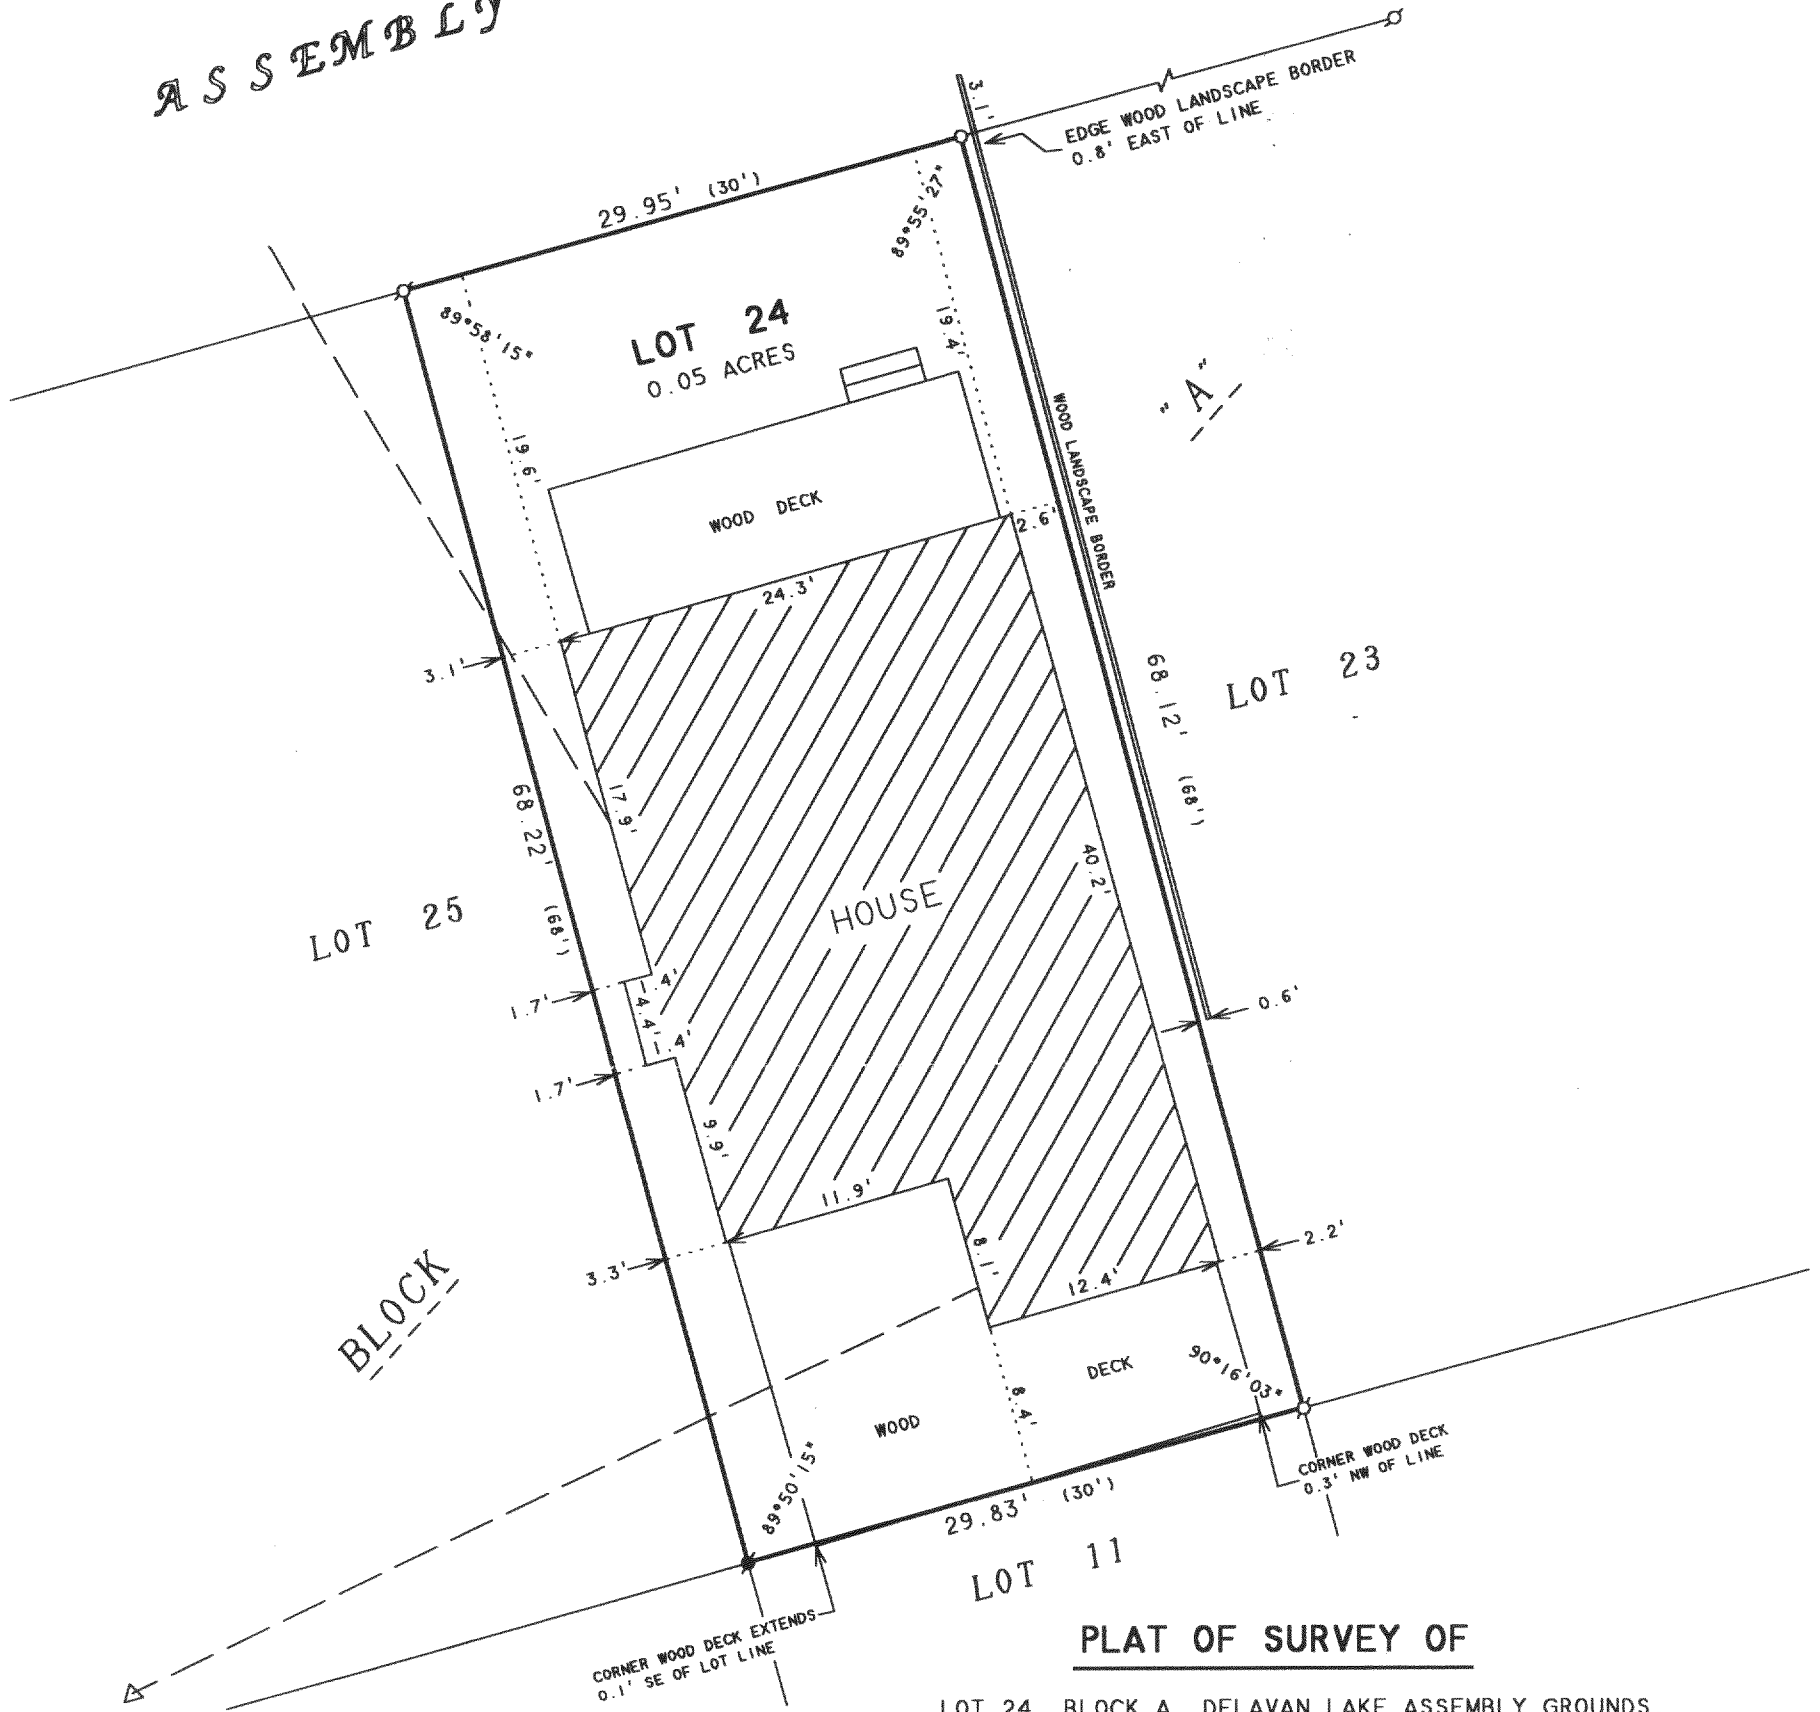 ASSEMBLY
3.1'
EDGE WOOD LANDSCAPE BORDER
0.8' EAST OF LINE
29.95' (30')
89°55'27"
89°58'15"
LOT 24
0.05 ACRES
19.4'
19.6'
"A"
WOOD LANDSCAPE BORDER
WOOD DECK
2.6'
24.3'
3.1'
LOT 23
68.12' (68')
17.9'
68.22' (68')
40.2'
HOUSE
LOT 25
1.4'
1.7'
4.4'
0.6'
1.4'
1.7'
9.9'
11.9'
3.3'
8.1'
2.2'
12.4'
BLOCK
90°16'03"
DECK
8.4'
WOOD
89°50'15"
CORNER WOOD DECK
0.3' NW OF LINE
29.83' (30')
LOT 11
CORNER WOOD DECK EXTENDS
0.1' SE OF LOT LINE
PLAT OF SURVEY OF
LOT 24 BLOCK A DELAVAN LAKE ASSEMBLY GROUNDS